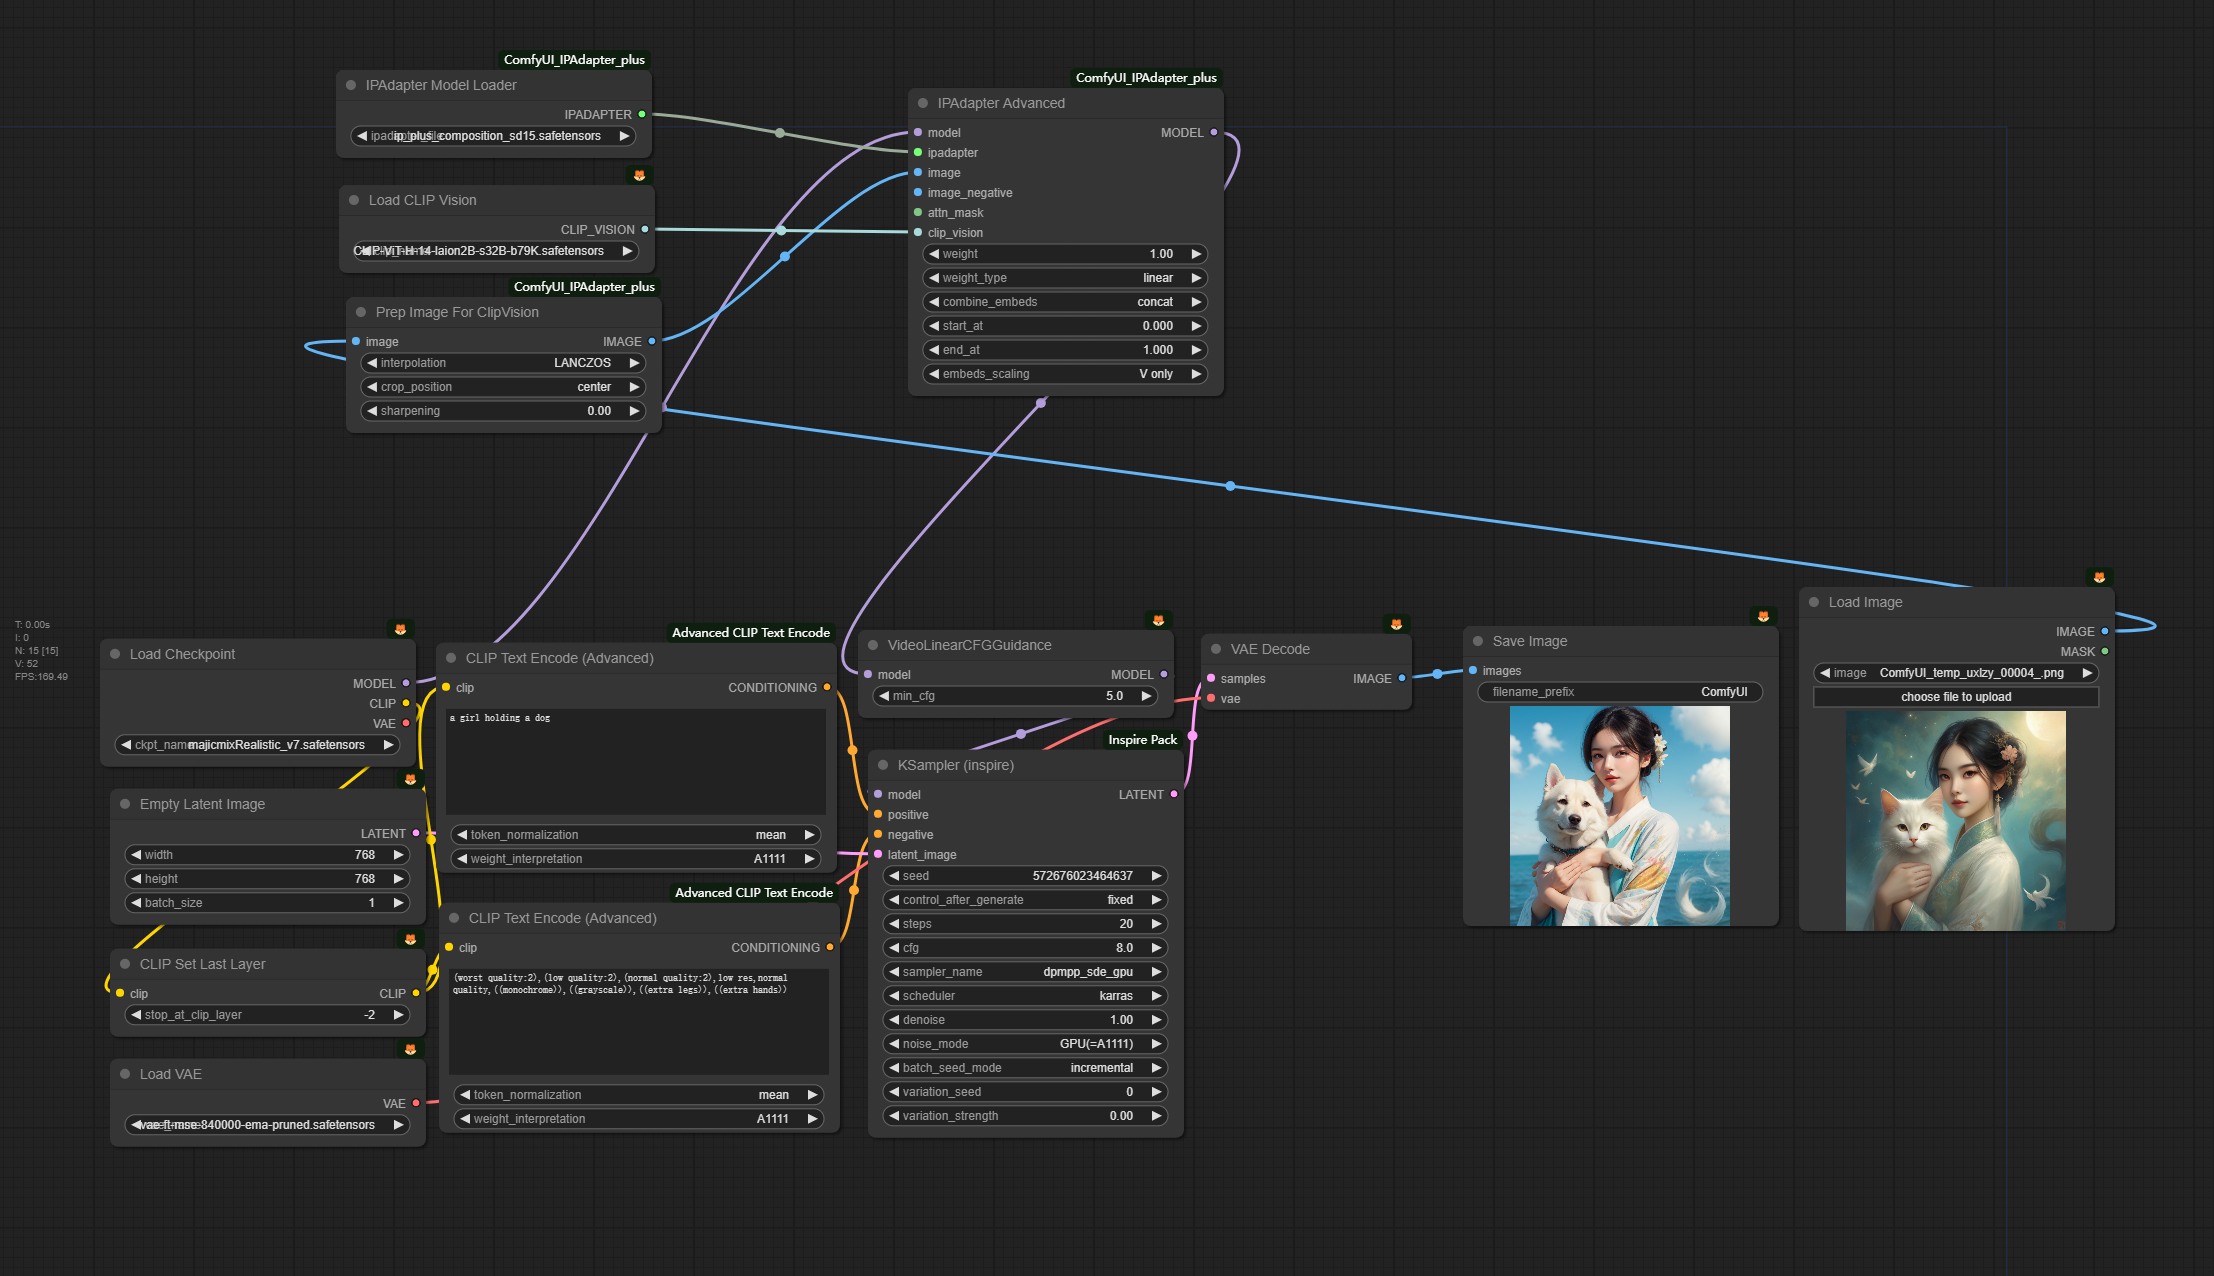 ComfyUI_IPAdapter_plus
IPAdapter Model Loader
IPADAPTER
ip_plus_composition_sd15.safetensors
Load CLIP Vision
CLIP_VISION
CLIP-ViT-H-14-laion2B-s32B-b79K.safetensors
ComfyUI_IPAdapter_plus
Prep Image For ClipVision
image IMAGE
interpolation LANCZOS
crop_position center
sharpening 0.00
ComfyUI_IPAdapter_plus
IPAdapter Advanced
model MODEL
ipadapter
image
image_negative
attn_mask
clip_vision
weight 1.00
weight_type linear
combine_embeds concat
start_at 0.000
end_at 1.000
embeds_scaling V only
T: 0.00s
I: 0
N: 15 [15]
V: 52
FPS:169.49
Load Checkpoint
MODEL
CLIP
VAE
ckpt_name majicmixRealistic_v7.safetensors
Empty Latent Image
LATENT
width 768
height 768
batch_size 1
CLIP Set Last Layer
clip CLIP
stop_at_clip_layer -2
Load VAE
VAE
vae-ft-mse-840000-ema-pruned.safetensors
Advanced CLIP Text Encode
CLIP Text Encode (Advanced)
clip CONDITIONING
a girl holding a dog
token_normalization mean
weight_interpretation A1111
Advanced CLIP Text Encode
CLIP Text Encode (Advanced)
clip CONDITIONING
(worst quality:2),(low quality:2),(normal quality:2),low res,normal
quality,((monochrome)),((grayscale)),((extra legs)),((extra hands))
token_normalization mean
weight_interpretation A1111
VideoLinearCFGGuidance
model MODEL
min_cfg 5.0
Inspire Pack
KSampler (inspire)
model LATENT
positive
negative
latent_image
seed 572676023464637
control_after_generate fixed
steps 20
cfg 8.0
sampler_name dpmpp_sde_gpu
scheduler karras
denoise 1.00
noise_mode GPU(=A1111)
batch_seed_mode incremental
variation_seed 0
variation_strength 0.00
VAE Decode
samples IMAGE
vae
Save Image
images
filename_prefix ComfyUI
Load Image
IMAGE
MASK
image ComfyUI_temp_uxlzy_00004_.png
choose file to upload